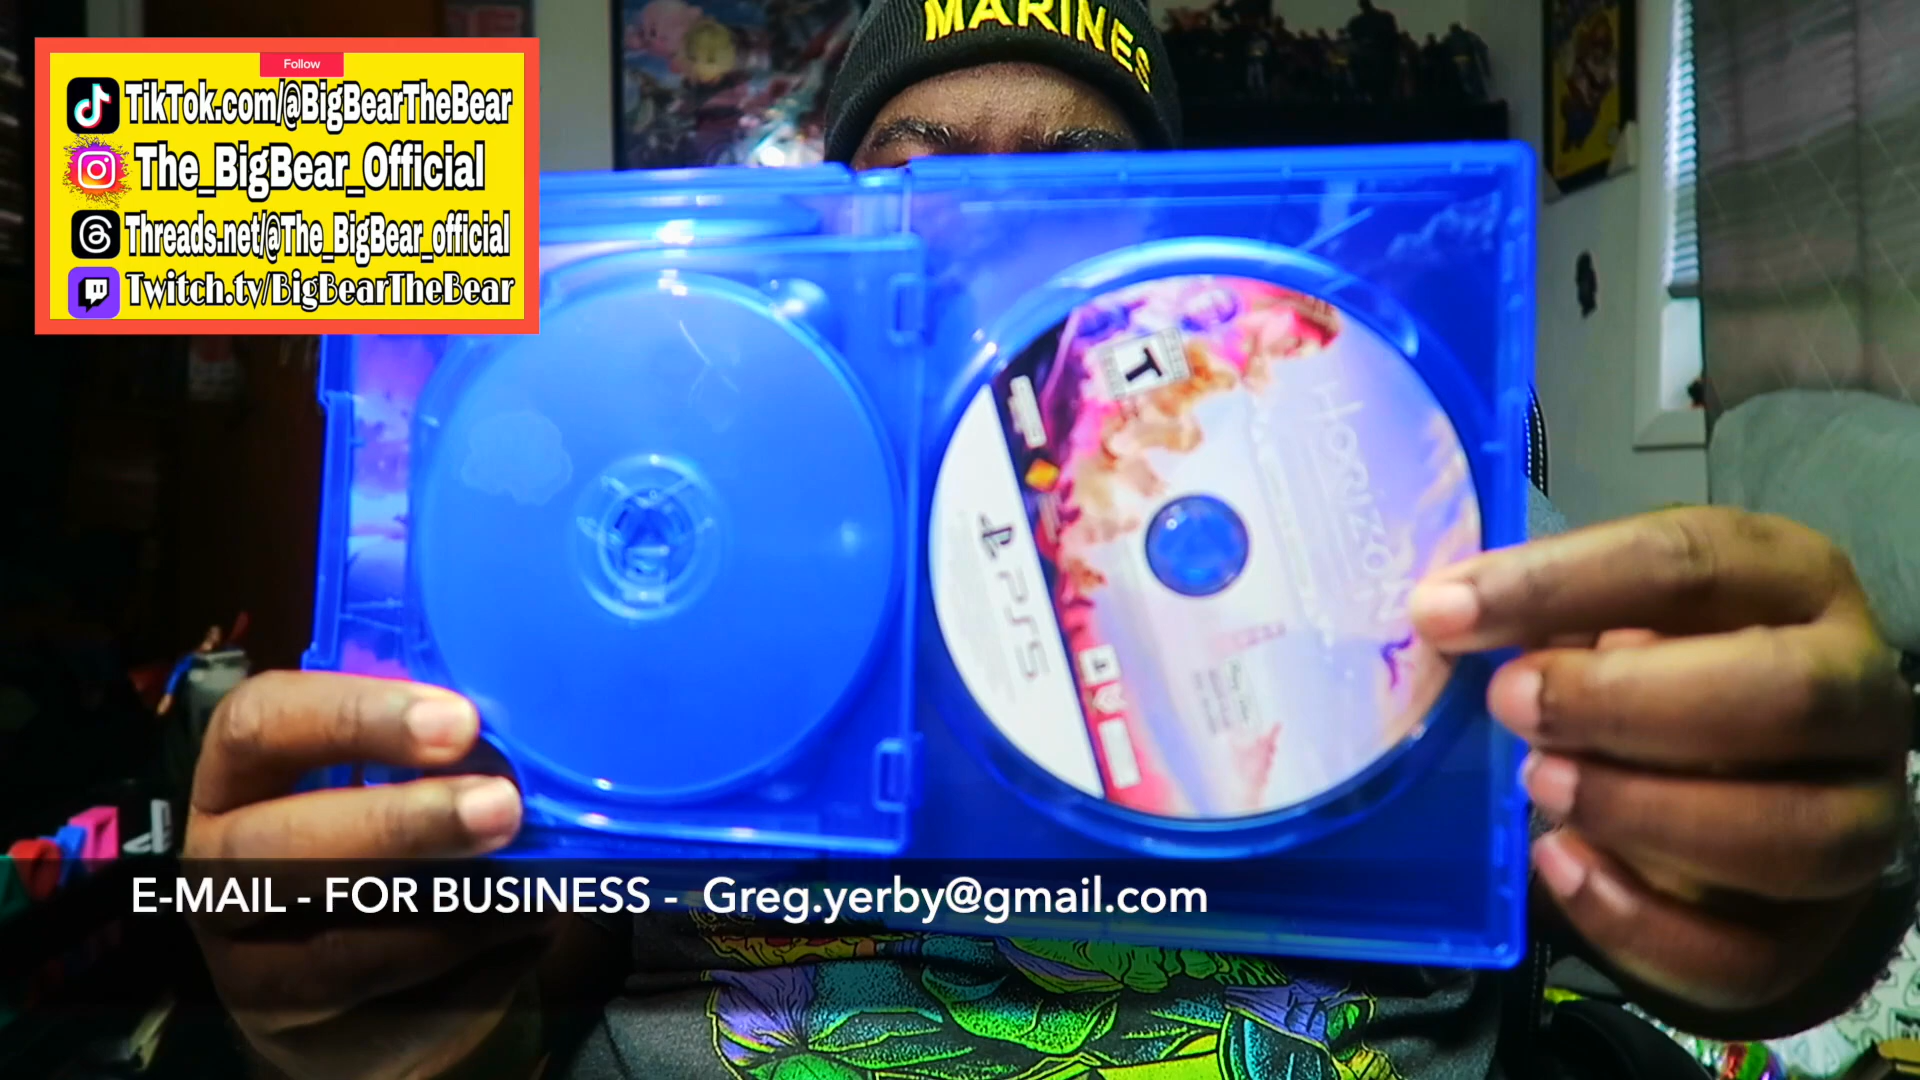 MARINES
Follow
TikTok.com/@BigBearTheBear
The_BigBear_Official
Threads.net/@The_BigBear_official
Twitch.tv/BigBearTheBear
T
HORIZON
PS5
E-MAIL - FOR BUSINESS - Greg.yerby@gmail.com